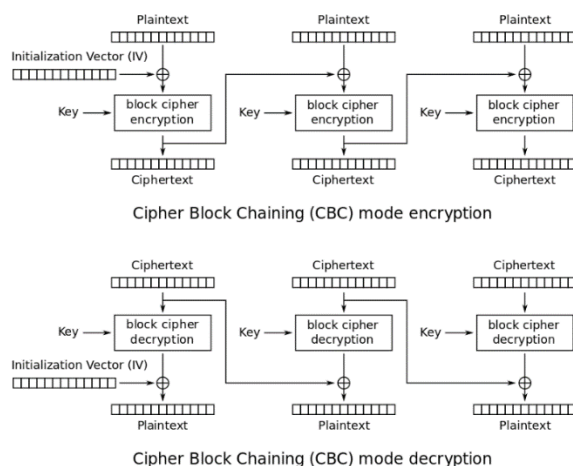 Plaintext Plaintext Plaintext
Initialization Vector (IV)
Key block cipher encryption Key block cipher encryption Key block cipher encryption
Ciphertext Ciphertext Ciphertext
Cipher Block Chaining (CBC) mode encryption
Ciphertext Ciphertext Ciphertext
Key block cipher decryption Key block cipher decryption Key block cipher decryption
Initialization Vector (IV)
Plaintext Plaintext Plaintext
Cipher Block Chaining (CBC) mode decryption